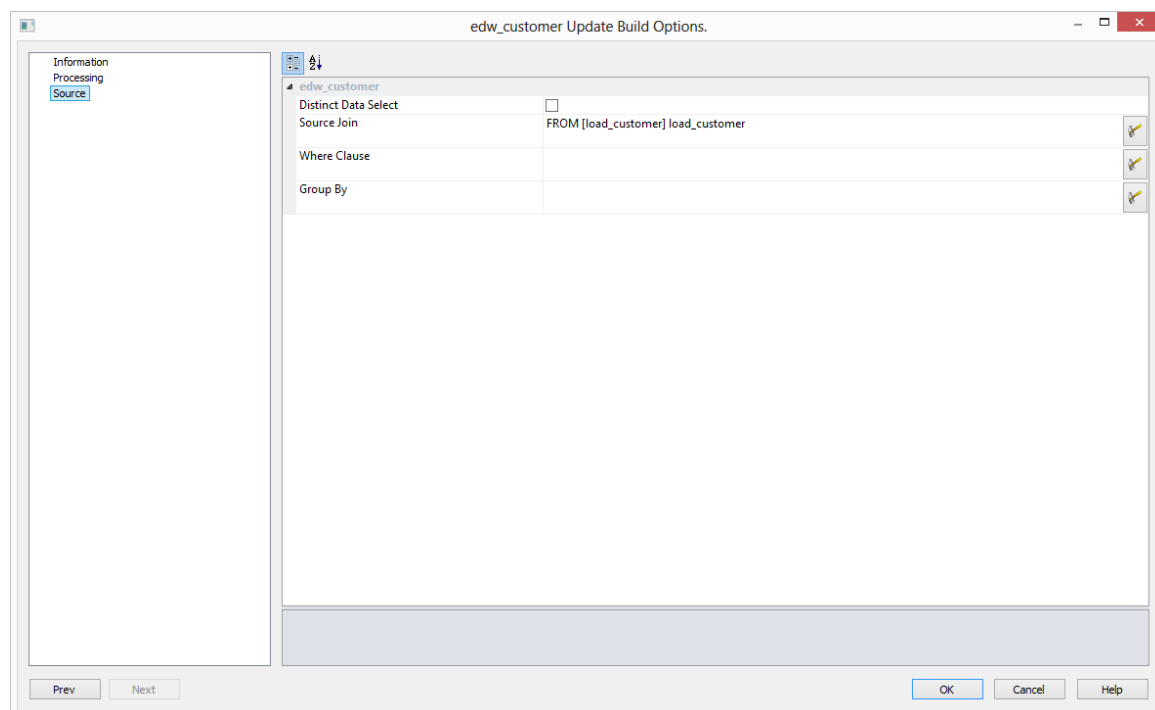 edw_customer Update Build Options.
Information
Processing
Source
edw_customer
Distinct Data Select
Source Join FROM [load_customer] load_customer
Where Clause
Group By
Prev Next OK Cancel Help